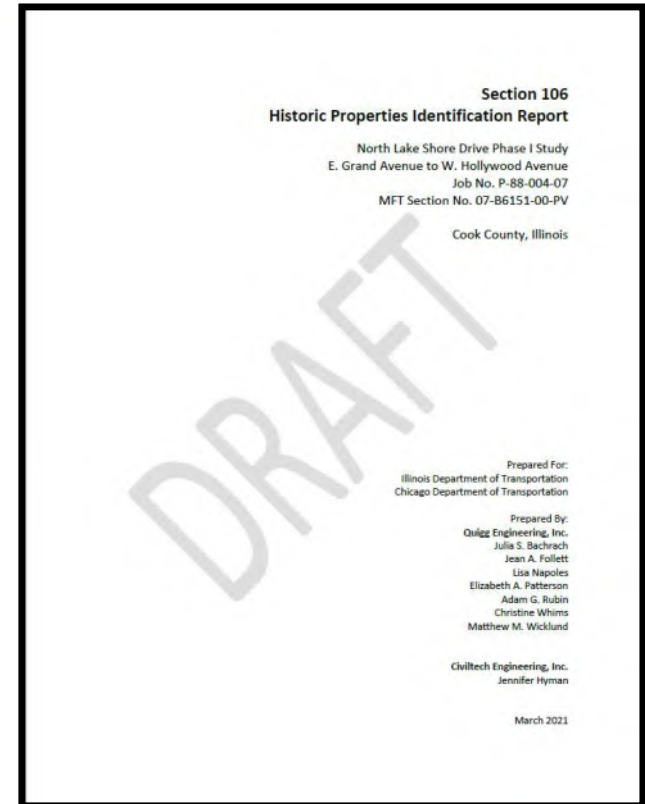 Section 106
Historic Properties Identification Report
North Lake Shore Drive Phase I Study
E. Grand Avenue to W. Hollywood Avenue
Job No. P-88-004-07
MFT Section No. 07-B6151-00-PV
Cook County, Illinois
DRAFT
Prepared For:
Illinois Department of Transportation
Chicago Department of Transportation
Prepared By:
Quigg Engineering, Inc.
Julia S. Bachrach
Jean A. Follett
Lisa Napoles
Elizabeth A. Patterson
Adam G. Rubin
Christine Whims
Matthew M. Wicklund
Civiltech Engineering, Inc.
Jennifer Hyman
March 2021